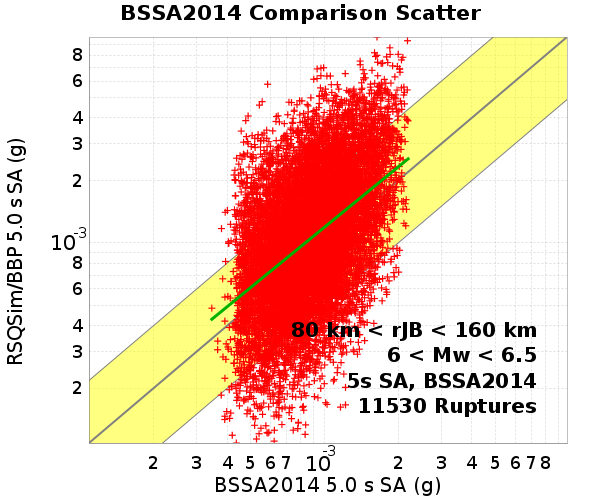 BSSA2014 Comparison Scatter
RSQSim/BBP 5.0 s SA (g)
8
6
4
3
2
10-3
8
6
4
3
2
80 km < rJB < 160 km
6 < Mw < 6.5
5s SA, BSSA2014
11530 Ruptures
2 3 4 5 6 7 10-3 2 3 4 5 6 7 8
BSSA2014 5.0 s SA (g)